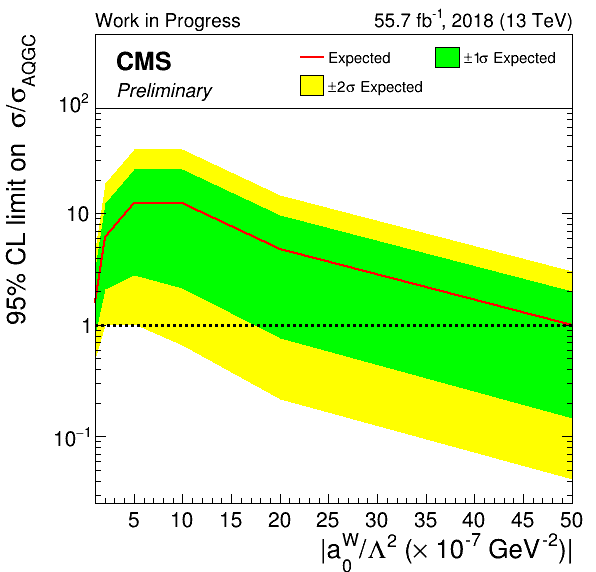 Work in Progress 55.7 fb⁻¹, 2018 (13 TeV)
CMS
Preliminary
Expected
±1σ Expected
±2σ Expected
95% CL limit on σ/σ_AQGC
10²
10
1
10⁻¹
5 10 15 20 25 30 35 40 45 50
|a₀ᵂ/Λ² (× 10⁻⁷ GeV⁻²)|